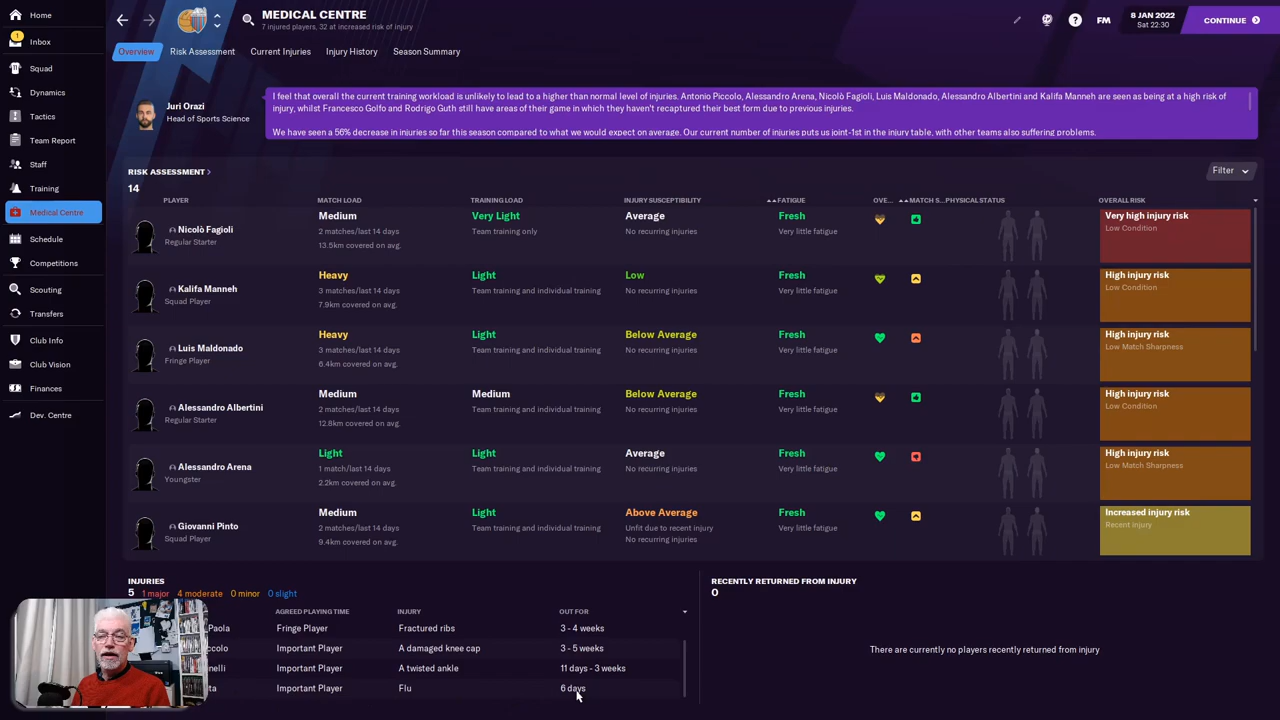 Home
Inbox
Squad
Dynamics
Tactics
Team Report
Staff
Training
Medical Centre
Schedule
Competitions
Scouting
Transfers
Club Info
Club Vision
Finances
Dev. Centre
MEDICAL CENTRE
7 injured players, 32 at increased risk of injury
FM
8 JAN 2022
Sat 22:30
CONTINUE
Overview
Risk Assessment
Current Injuries
Injury History
Season Summary
Juri Orazi
Head of Sports Science
I feel that overall the current training workload is unlikely to lead to a higher than normal level of injuries. Antonio Piccolo, Alessandro Arena, Nicolò Fagioli, Luis Maldonado, Alessandro Albertini and Kalifa Manneh are seen as being at a high risk of
injury, whilst Francesco Golfo and Rodrigo Guth still have areas of their game in which they haven't recaptured their best form due to previous injuries.
We have seen a 56% decrease in injuries so far this season compared to what we would expect on average. Our current number of injuries puts us joint-1st in the injury table, with other teams also suffering problems.
RISK ASSESSMENT >
14
Filter
PLAYER MATCH LOAD TRAINING LOAD INJURY SUSCEPTIBILITY FATIGUE OVE... MATCH S... PHYSICAL STATUS OVERALL RISK
Nicolò Fagioli
Regular Starter
Medium
2 matches/last 14 days
13.5km covered on avg.
Very Light
Team training only
Average
No recurring injuries
Fresh
Very little fatigue
Very high injury risk
Low Condition
Kalifa Manneh
Squad Player
Heavy
3 matches/last 14 days
7.9km covered on avg.
Light
Team training and individual training
Low
No recurring injuries
Fresh
Very little fatigue
High injury risk
Low Condition
Luis Maldonado
Fringe Player
Heavy
3 matches/last 14 days
6.4km covered on avg.
Light
Team training and individual training
Below Average
No recurring injuries
Fresh
Very little fatigue
High injury risk
Low Match Sharpness
Alessandro Albertini
Regular Starter
Medium
2 matches/last 14 days
12.8km covered on avg.
Medium
Team training and individual training
Below Average
No recurring injuries
Fresh
Very little fatigue
High injury risk
Low Condition
Alessandro Arena
Youngster
Light
1 match/last 14 days
2.2km covered on avg.
Light
Team training and individual training
Average
No recurring injuries
Fresh
Very little fatigue
High injury risk
Low Match Sharpness
Giovanni Pinto
Squad Player
Medium
2 matches/last 14 days
9.4km covered on avg.
Light
Team training and individual training
Above Average
Unfit due to recent injury
No recurring injuries
Fresh
Very little fatigue
Increased injury risk
Recent injury
INJURIES
5 1 major 4 moderate 0 minor 0 slight
AGREED PLAYING TIME INJURY OUT FOR
Paola Fringe Player Fractured ribs 3 - 4 weeks
ccolo Important Player A damaged knee cap 3 - 5 weeks
nelli Important Player A twisted ankle 11 days - 3 weeks
ta Important Player Flu 6 days
RECENTLY RETURNED FROM INJURY
0
There are currently no players recently returned from injury